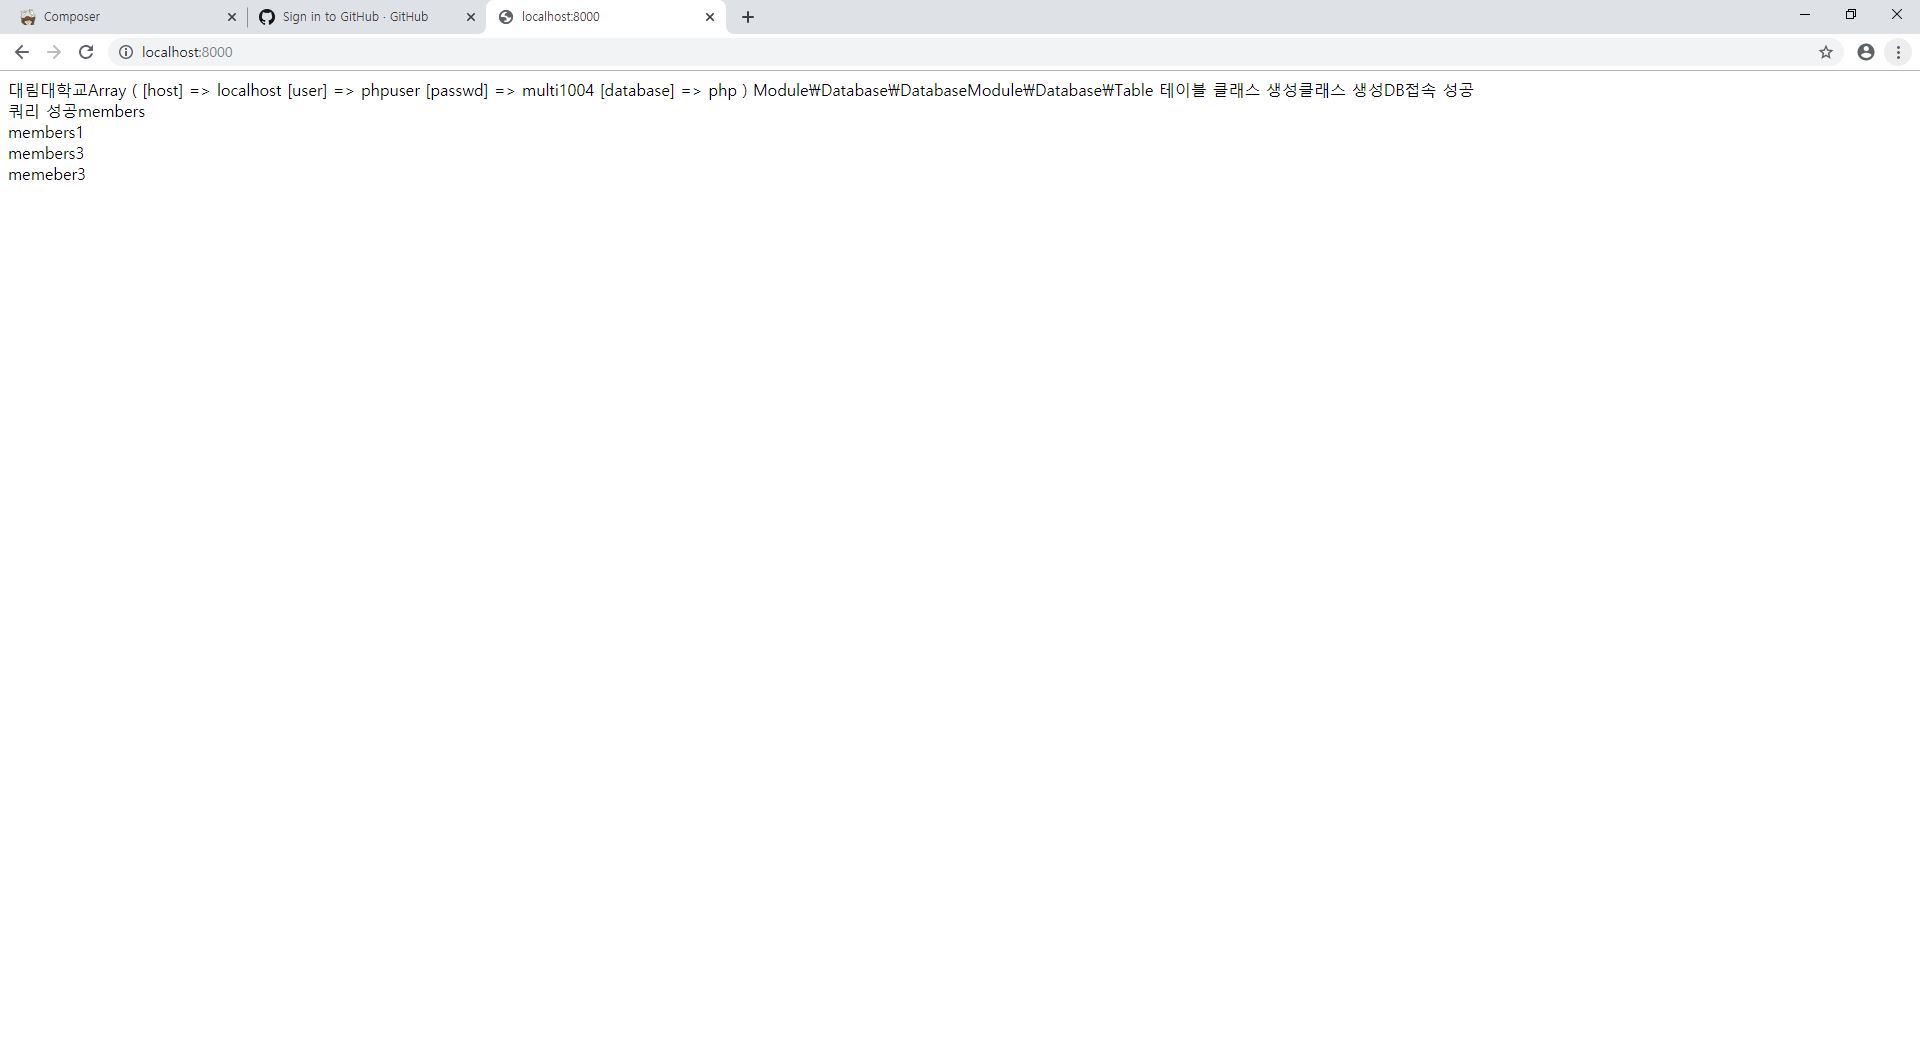 Composer
Sign in to GitHub · GitHub
localhost:8000
localhost:8000
대림대학교Array ( [host] => localhost [user] => phpuser [passwd] => multi1004 [database] => php ) Module₩Database₩DatabaseModule₩Database₩Table 테이블 클래스 생성클래스 생성DB접속 성공
쿼리 성공members
members1
members3
memeber3